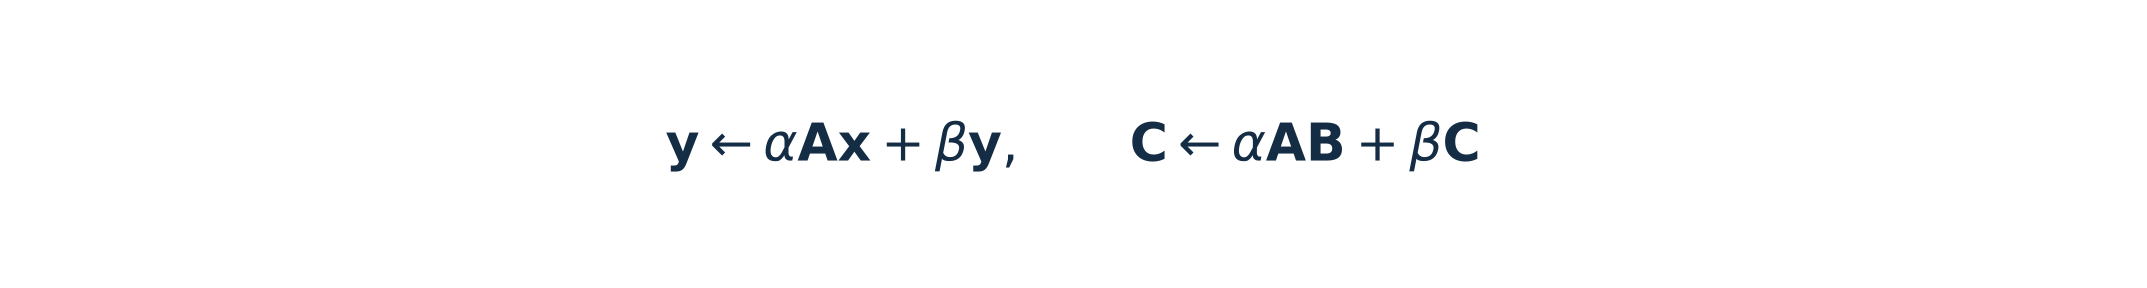 y ← αAx + βy, C ← αAB + βC